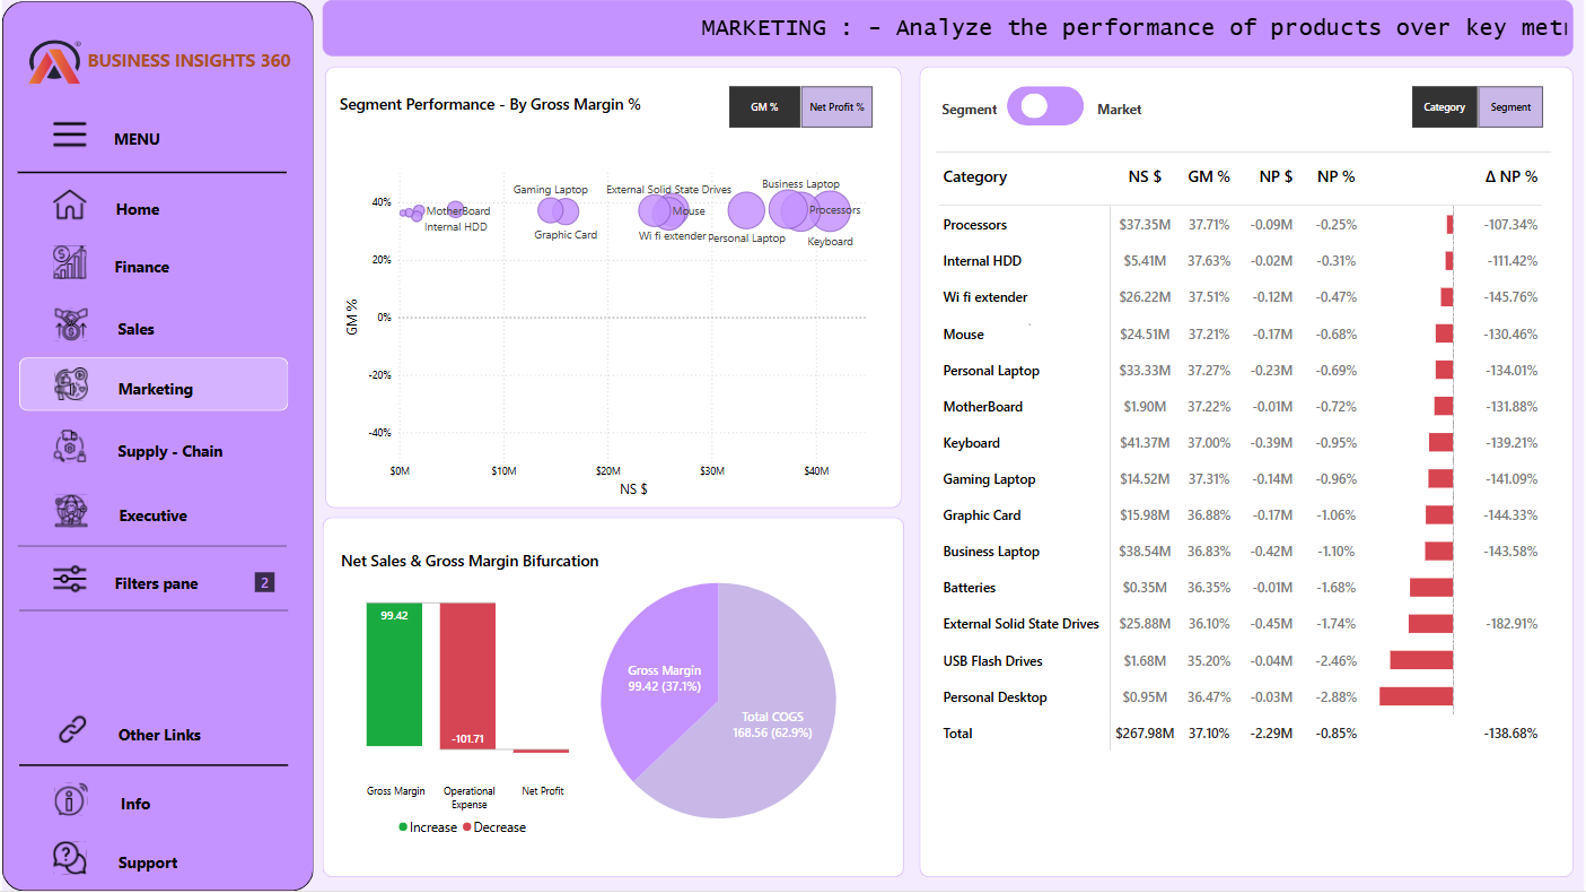 BUSINESS INSIGHTS 360
MENU
Home
Finance
Sales
Marketing
Supply - Chain
Executive
Filters pane 2
Other Links
Info
Support
MARKETING : - Analyze the performance of products over key metr
Segment Performance - By Gross Margin %
GM % Net Profit %
GM %
40%
20%
0%
-20%
-40%
$0M $10M $20M $30M $40M
NS $
Gaming Laptop External Solid State Drives Business Laptop
MotherBoard Mouse Processors
Internal HDD Graphic Card Wi fi extender Personal Laptop Keyboard
Net Sales & Gross Margin Bifurcation
99.42
-101.71
Gross Margin Operational Expense Net Profit
Increase Decrease
Gross Margin
99.42 (37.1%)
Total COGS
168.56 (62.9%)
Segment Market
Category Segment
Category NS $ GM % NP $ NP % Δ NP %
Processors $37.35M 37.71% -0.09M -0.25% -107.34%
Internal HDD $5.41M 37.63% -0.02M -0.31% -111.42%
Wi fi extender $26.22M 37.51% -0.12M -0.47% -145.76%
Mouse $24.51M 37.21% -0.17M -0.68% -130.46%
Personal Laptop $33.33M 37.27% -0.23M -0.69% -134.01%
MotherBoard $1.90M 37.22% -0.01M -0.72% -131.88%
Keyboard $41.37M 37.00% -0.39M -0.95% -139.21%
Gaming Laptop $14.52M 37.31% -0.14M -0.96% -141.09%
Graphic Card $15.98M 36.88% -0.17M -1.06% -144.33%
Business Laptop $38.54M 36.83% -0.42M -1.10% -143.58%
Batteries $0.35M 36.35% -0.01M -1.68%
External Solid State Drives $25.88M 36.10% -0.45M -1.74% -182.91%
USB Flash Drives $1.68M 35.20% -0.04M -2.46%
Personal Desktop $0.95M 36.47% -0.03M -2.88%
Total $267.98M 37.10% -2.29M -0.85% -138.68%